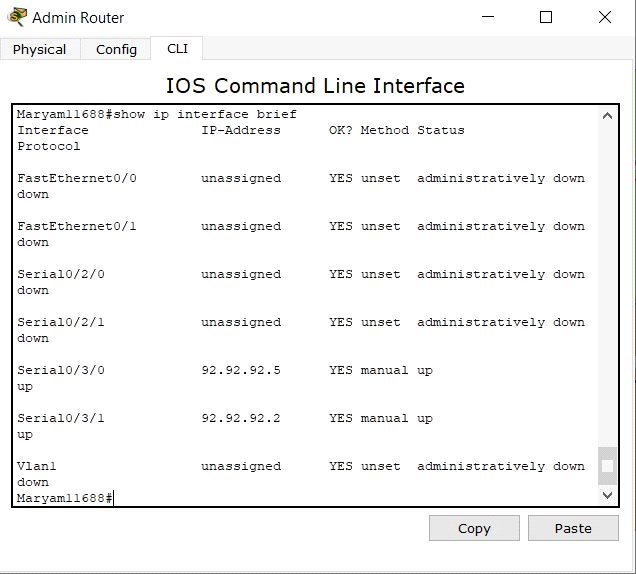 Admin Router
Physical Config CLI
IOS Command Line Interface
Maryam11688#show ip interface brief
Interface IP-Address OK? Method Status
Protocol
FastEthernet0/0 unassigned YES unset administratively down
down
FastEthernet0/1 unassigned YES unset administratively down
down
Serial0/2/0 unassigned YES unset administratively down
down
Serial0/2/1 unassigned YES unset administratively down
down
Serial0/3/0 92.92.92.5 YES manual up
up
Serial0/3/1 92.92.92.2 YES manual up
up
Vlan1 unassigned YES unset administratively down
down
Maryam11688#
Copy Paste